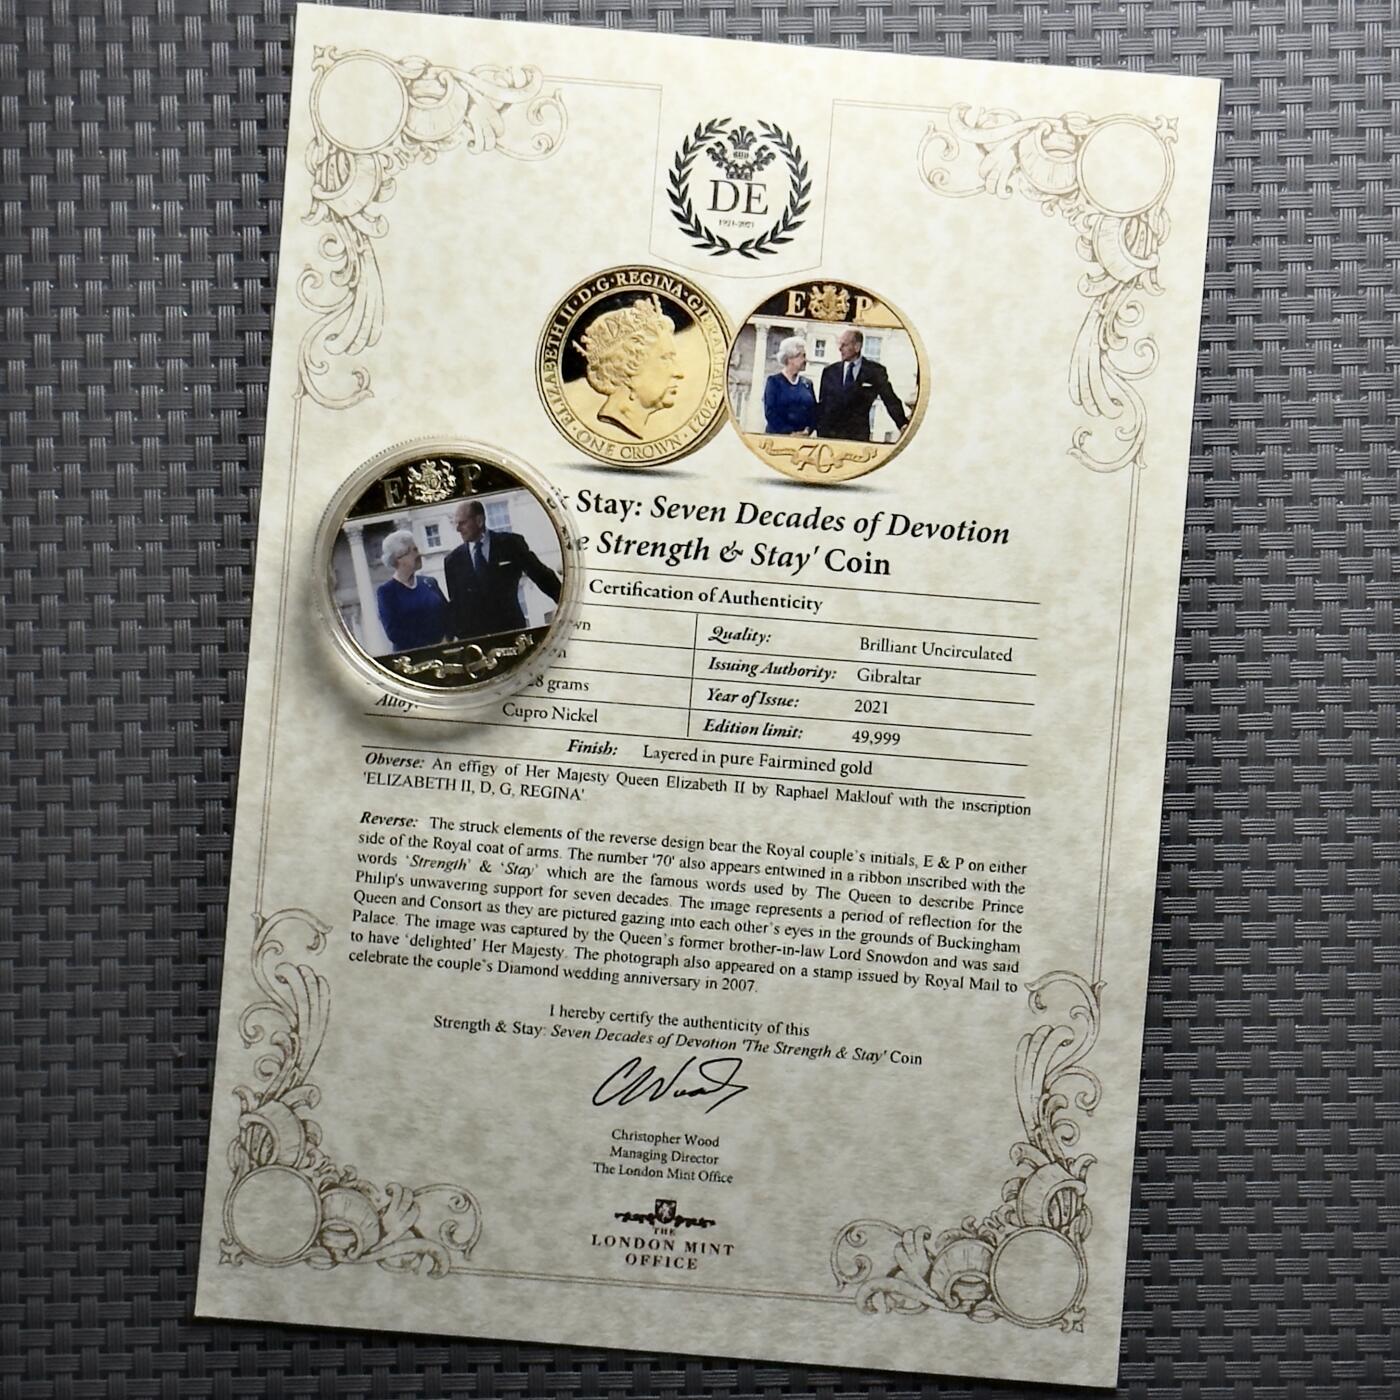 DE
1921-2021
ELIZABETH II · D · G · REGINA · GIBRALTAR · 2021
· ONE CROWN ·
E P
70
E P
70
& Stay: Seven Decades of Devotion
Strength & Stay' Coin
Certification of Authenticity
Quality: Brilliant Uncirculated
Issuing Authority: Gibraltar
28 grams Year of Issue: 2021
Alloy: Cupro Nickel Edition limit: 49,999
Finish: Layered in pure Fairmined gold
Obverse: An effigy of Her Majesty Queen Elizabeth II by Raphael Maklouf with the inscription
'ELIZABETH II, D, G, REGINA'
Reverse: The struck elements of the reverse design bear the Royal couple's initials, E & P on either
side of the Royal coat of arms. The number '70' also appears entwined in a ribbon inscribed with the
words 'Strength' & 'Stay' which are the famous words used by The Queen to describe Prince
Philip's unwavering support for seven decades. The image represents a period of reflection for the
Queen and Consort as they are pictured gazing into each other's eyes in the grounds of Buckingham
Palace. The image was captured by the Queen's former brother-in-law Lord Snowdon and was said
to have 'delighted' Her Majesty. The photograph also appeared on a stamp issued by Royal Mail to
celebrate the couple's Diamond wedding anniversary in 2007.
I hereby certify the authenticity of this
Strength & Stay: Seven Decades of Devotion 'The Strength & Stay' Coin
CWood
Christopher Wood
Managing Director
The London Mint Office
THE
LONDON MINT
OFFICE